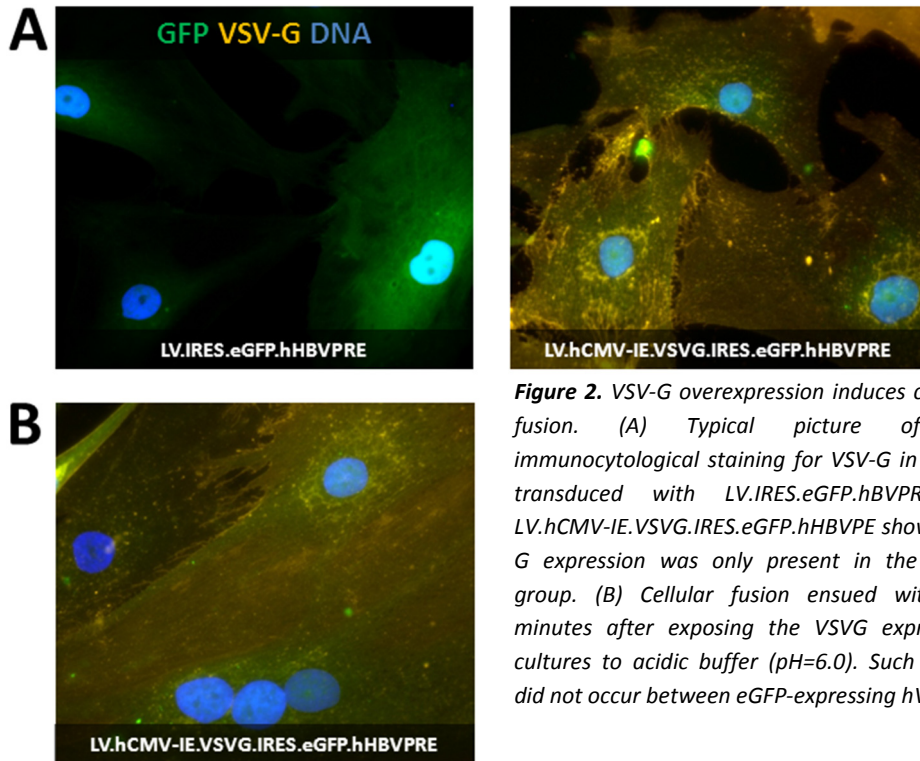 A
GFP VSV-G DNA
LV.IRES.eGFP.hHBVPRE
LV.hCMV-IE.VSVG.IRES.eGFP.hHBVPRE
B
LV.hCMV-IE.VSVG.IRES.eGFP.hHBVPRE
Figure 2. VSV-G overexpression induces
fusion. (A) Typical picture of
immunocytological staining for VSV-G in
transduced with LV.IRES.eGFP.hBVPR
LV.hCMV-IE.VSVG.IRES.eGFP.hHBVPE show
G expression was only present in the
group. (B) Cellular fusion ensued wit
minutes after exposing the VSVG expr
cultures to acidic buffer (pH=6.0). Such
did not occur between eGFP-expressing hV